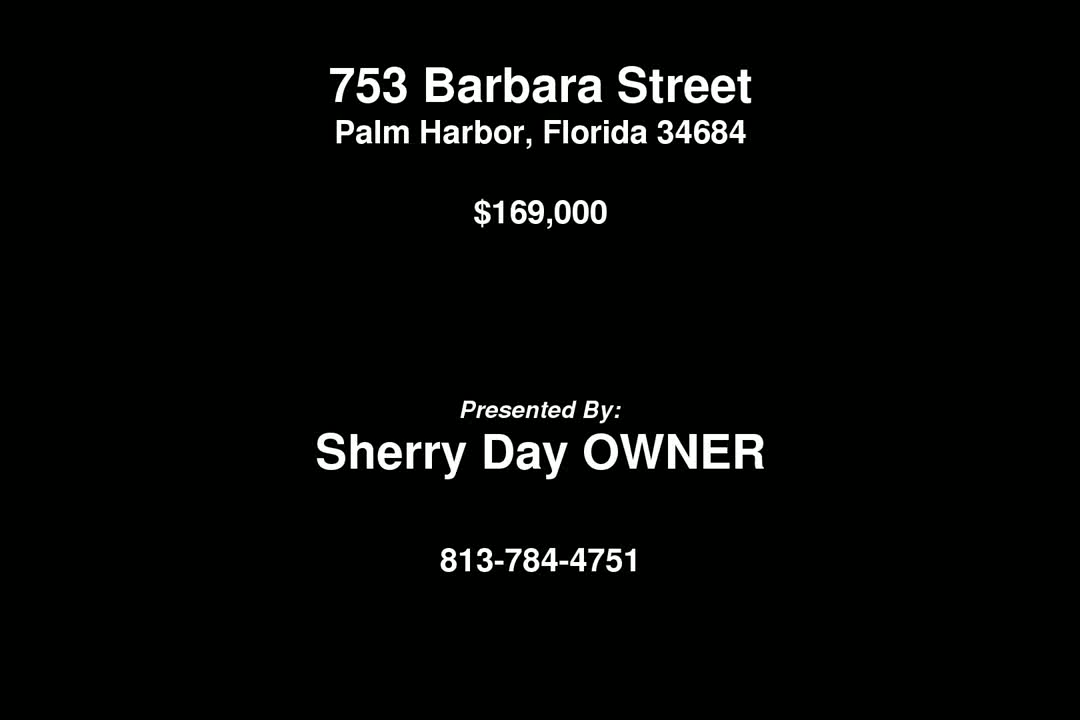 753 Barbara Street
Palm Harbor, Florida 34684
$169,000
Presented By:
Sherry Day OWNER
813-784-4751